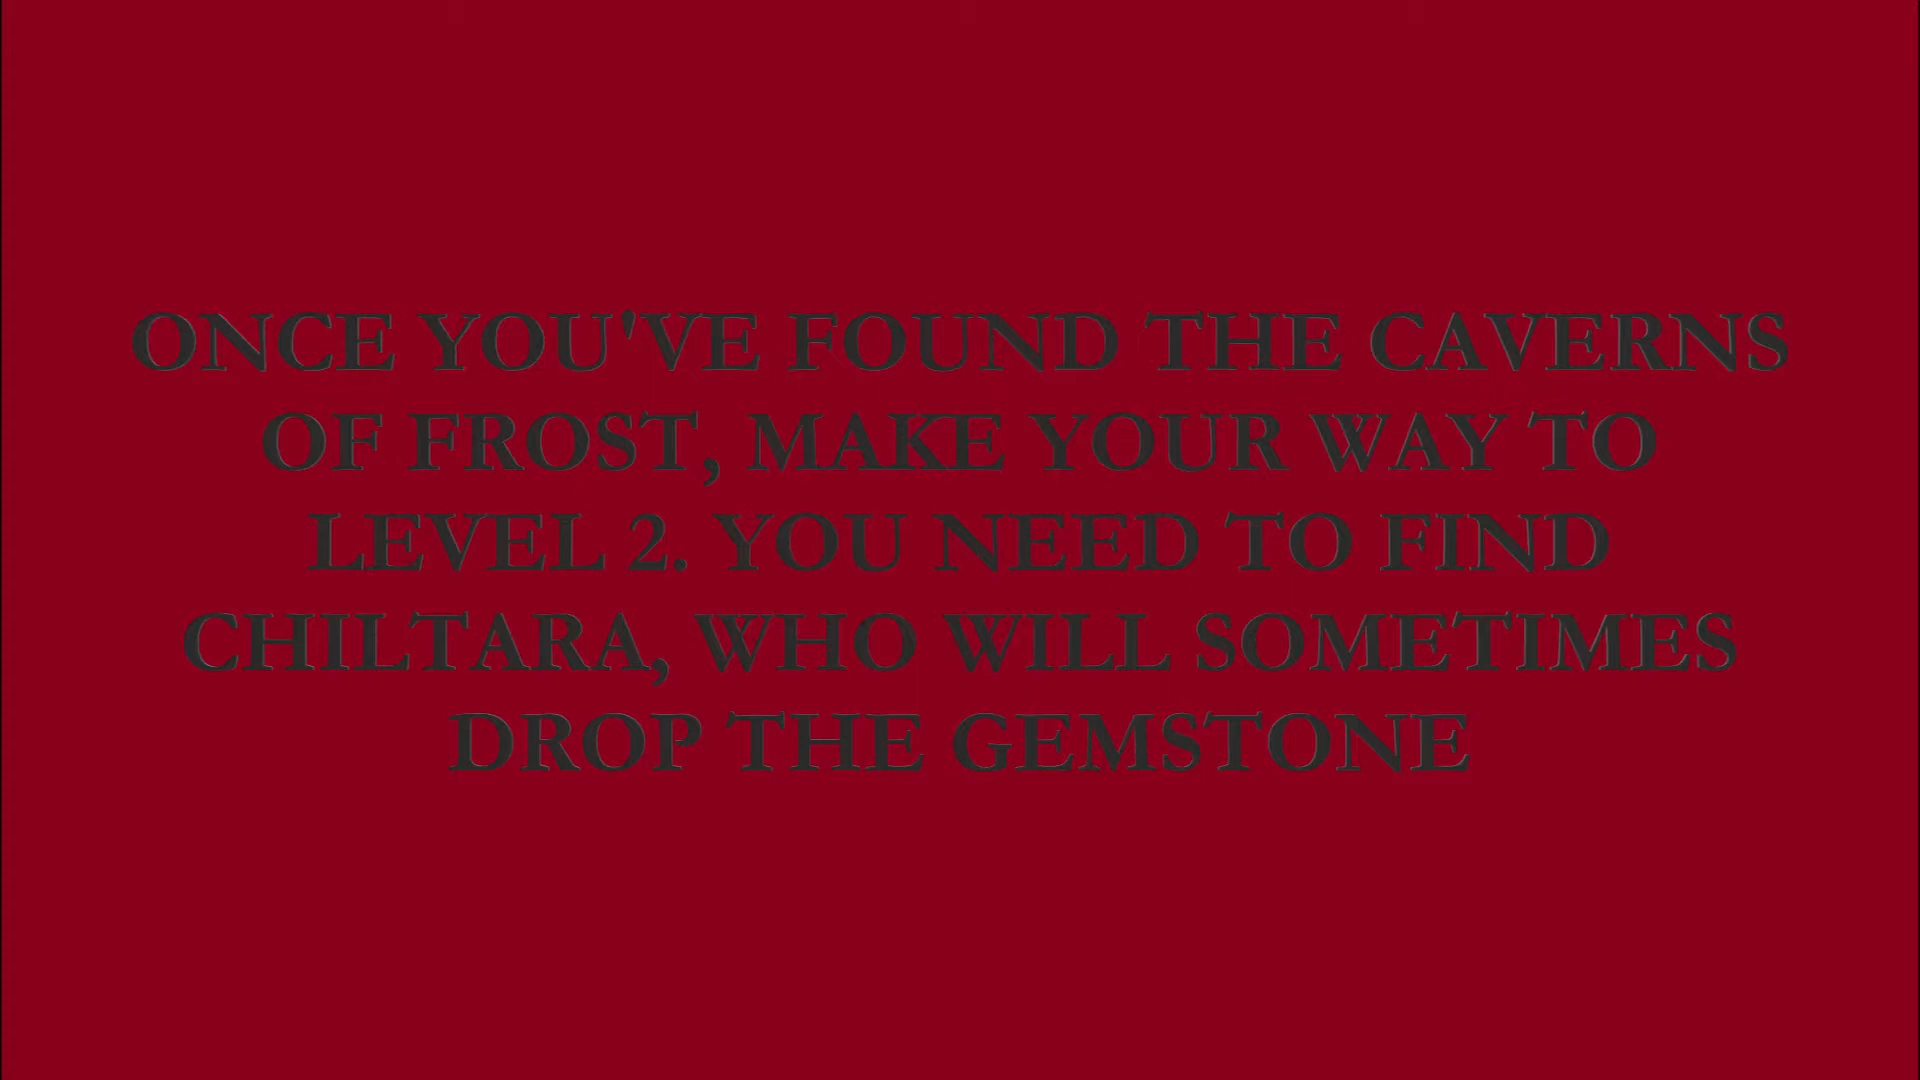 ONCE YOU'VE FOUND THE CAVERNS
OF FROST, MAKE YOUR WAY TO
LEVEL 2. YOU NEED TO FIND
CHILTARA, WHO WILL SOMETIMES
DROP THE GEMSTONE